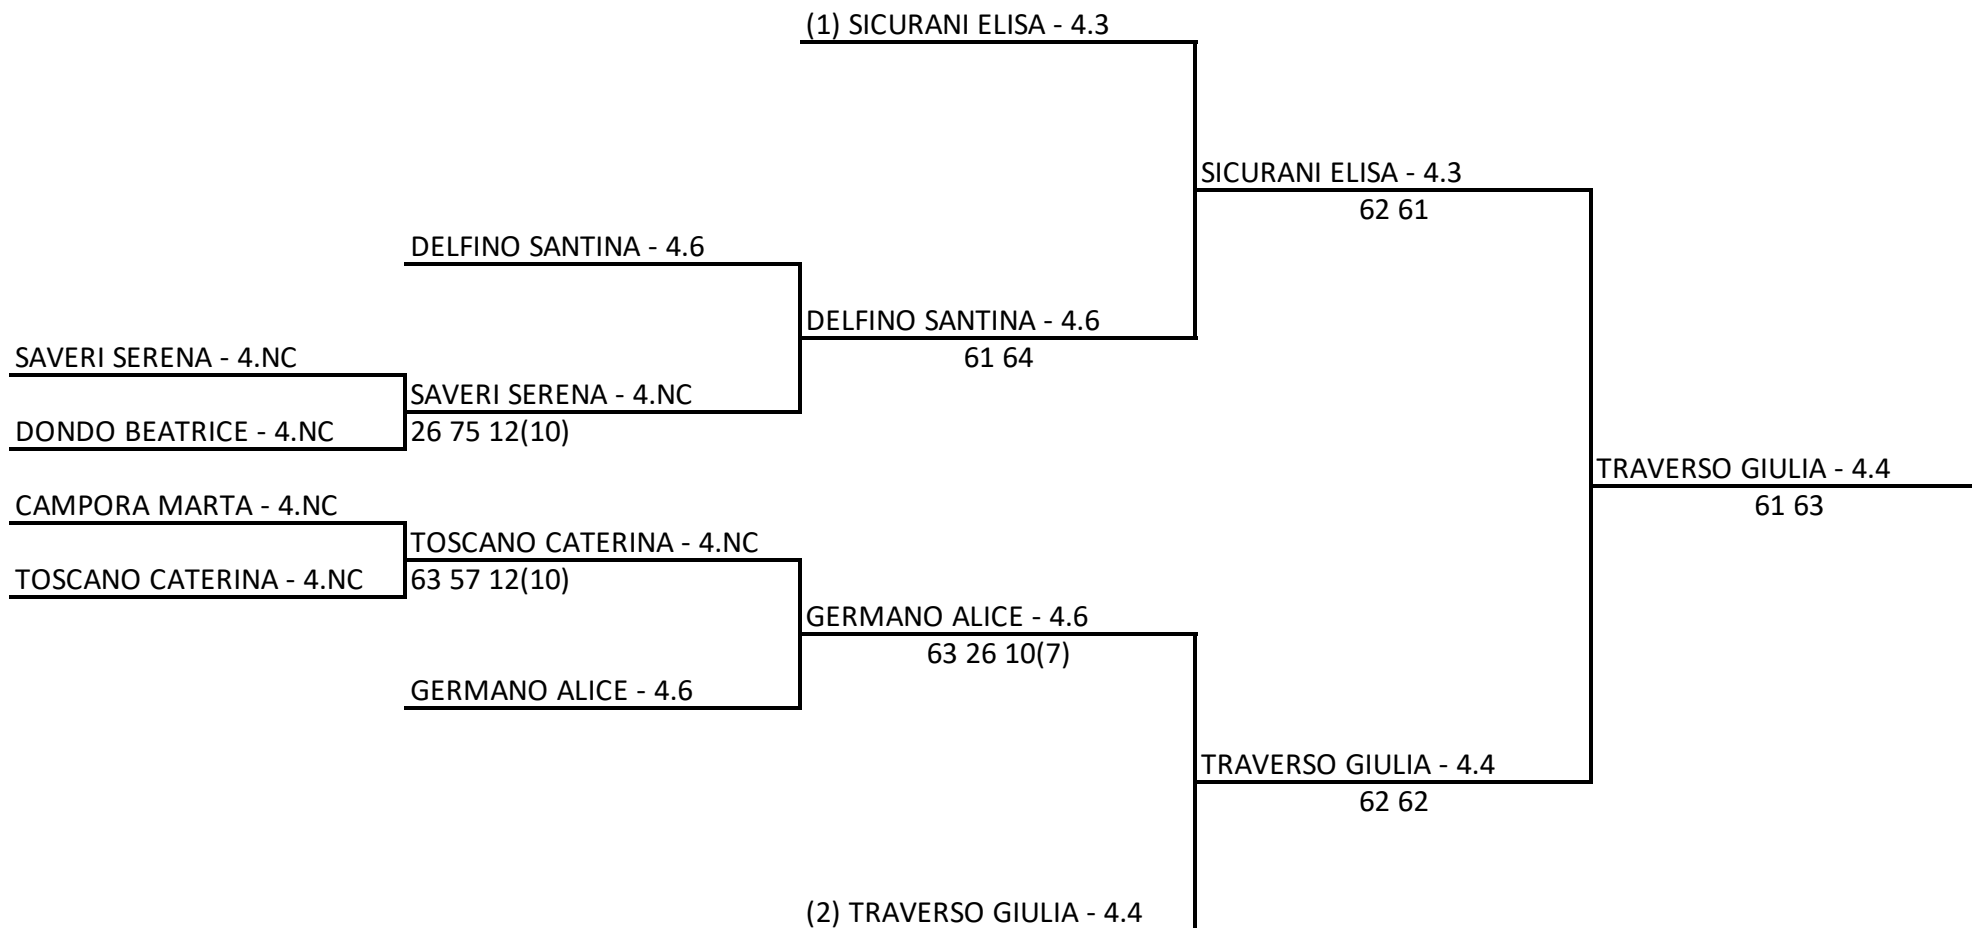 (1) SICURANI ELISA - 4.3
SICURANI ELISA - 4.3
62 61
DELFINO SANTINA - 4.6
DELFINO SANTINA - 4.6
61 64
SAVERI SERENA - 4.NC
SAVERI SERENA - 4.NC
DONDO BEATRICE - 4.NC
26 75 12(10)
TRAVERSO GIULIA - 4.4
61 63
CAMPORA MARTA - 4.NC
TOSCANO CATERINA - 4.NC
TOSCANO CATERINA - 4.NC
63 57 12(10)
GERMANO ALICE - 4.6
63 26 10(7)
GERMANO ALICE - 4.6
TRAVERSO GIULIA - 4.4
62 62
(2) TRAVERSO GIULIA - 4.4